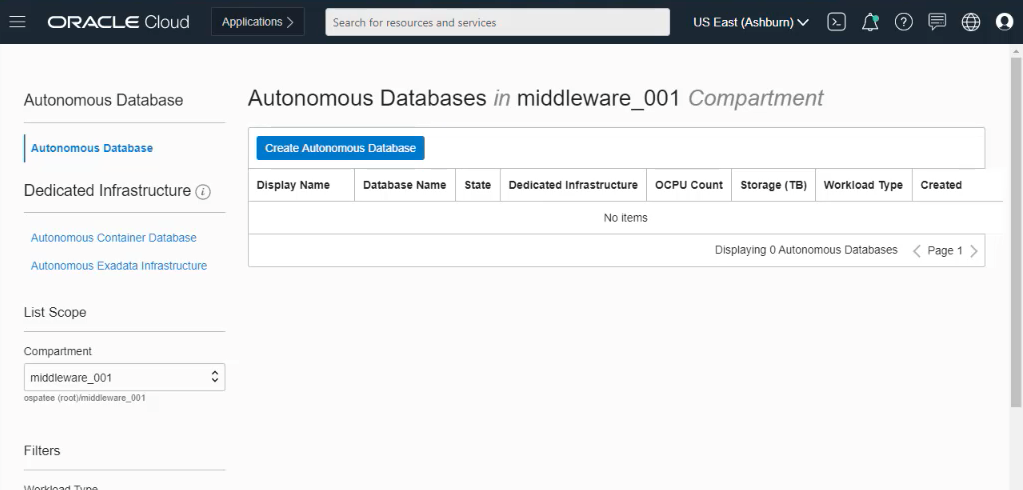 ORACLE Cloud
Applications
Search for resources and services
US East (Ashburn)
Autonomous Database
Autonomous Database
Dedicated Infrastructure
Autonomous Container Database
Autonomous Exadata Infrastructure
List Scope
Compartment
middleware_001
ospatee (root)/middleware_001
Filters
Workload Type
Autonomous Databases in middleware_001 Compartment
Create Autonomous Database
Display Name Database Name State Dedicated Infrastructure OCPU Count Storage (TB) Workload Type Created
No items
Displaying 0 Autonomous Databases Page 1